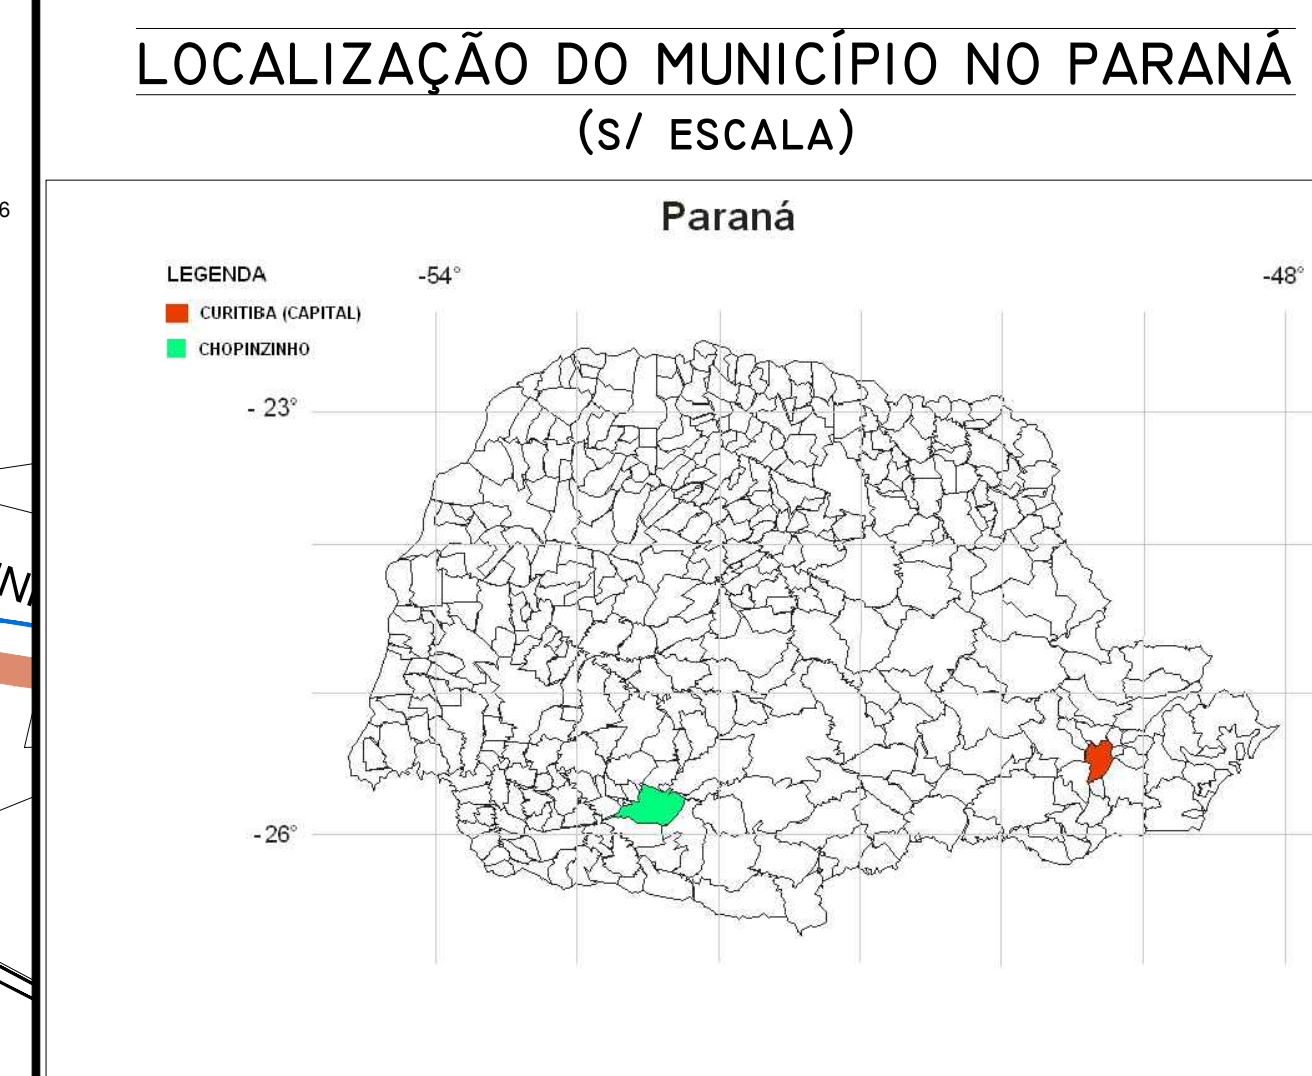 LOCALIZAÇÃO DO MUNICÍPIO NO PARANÁ
(S/ ESCALA)
6
Paraná
LEGENDA
-54°
-48°
CURITIBA (CAPITAL)
CHOPINZINHO
- 23°
- 26°